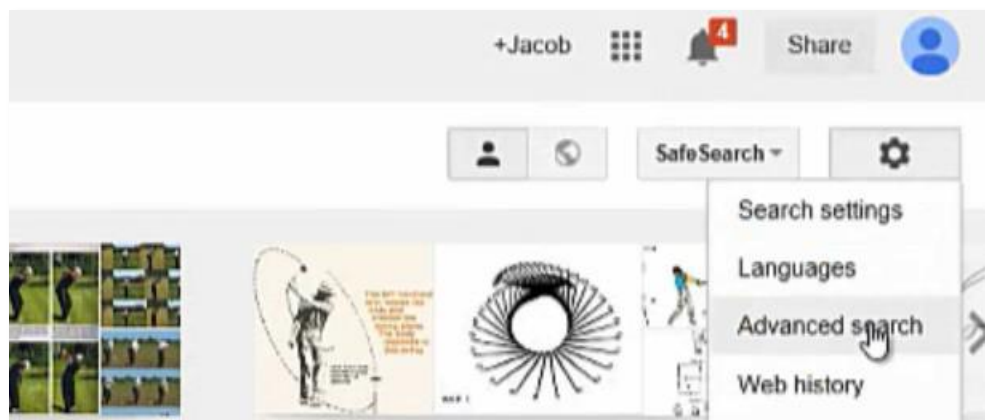 +Jacob
4
Share
SafeSearch
Search settings
Languages
Advanced search
Web history